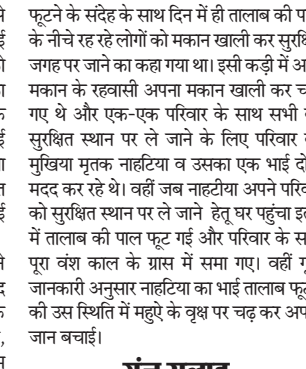 फूटने के संदेह के साथ दिन में ही तालाब की प
के नीचे रह रहे लोगों को मकान खाली कर सुरक्षि
जगह पर जाने का कहा गया था। इसी कड़ी में अ
मकान के रहवासी अपना मकान खाली कर च
गए थे और एक-एक परिवार के साथ सभी
सुरक्षित स्थान पर ले जाने के लिए परिवार
मुखिया मृतक नाहटिया व उसका एक भाई दो
मदद कर रहे थे। वहीं जब नाहटीया अपने परिव
को सुरक्षित स्थान पर ले जाने हेतू घर पहुंचा इत
में तालाब की पाल फूट गई और परिवार के स
पूरा वंश काल के ग्रास में समा गए। वहीं
जानकारी अनुसार नाहटिया का भाई तालाब फू
की उस स्थिति में महुऐ के वृक्ष पर चढ़ कर अप
जान बचाई।